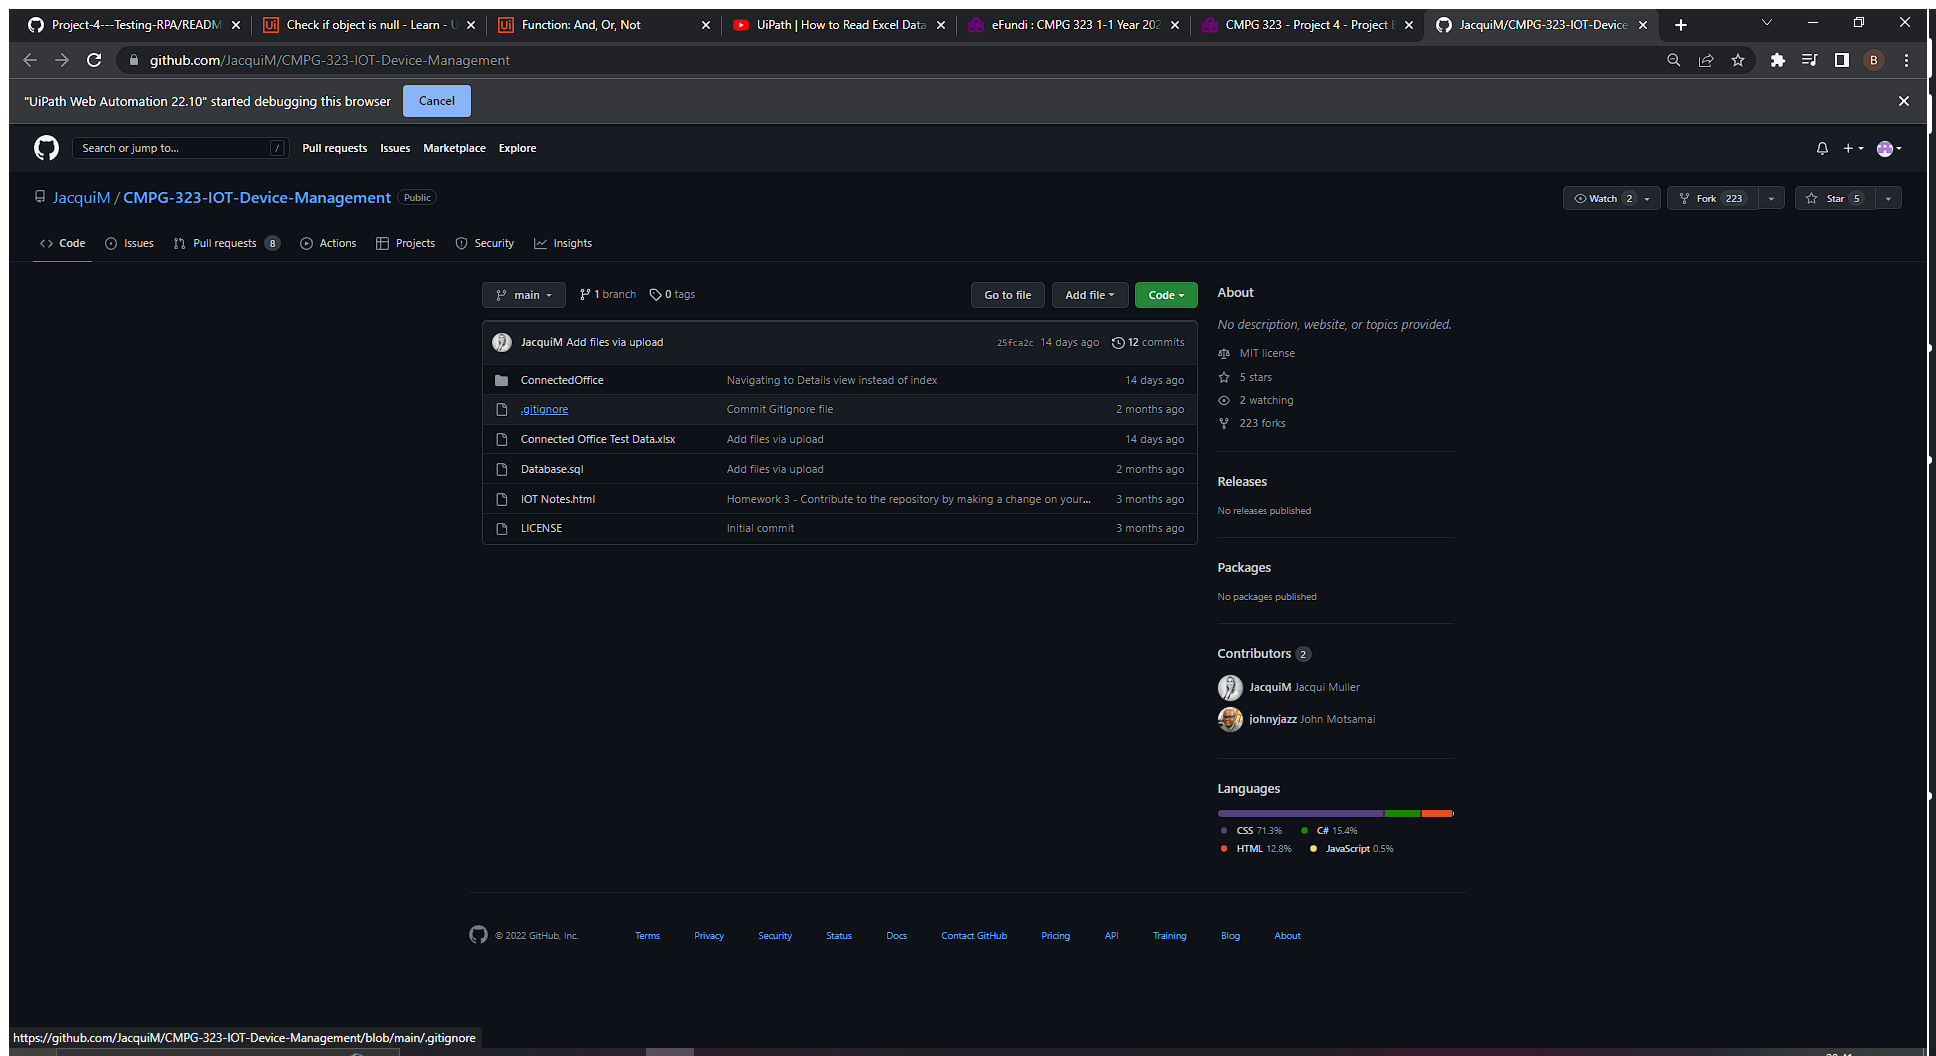 Project-4---Testing-RPA/README
Check if object is null - Learn - U
Function: And, Or, Not
UiPath | How to Read Excel Data
eFundi : CMPG 323 1-1 Year 202
CMPG 323 - Project 4 - Project B
JacquiM/CMPG-323-IOT-Device-
github.com/JacquiM/CMPG-323-IOT-Device-Management
B
"UiPath Web Automation 22.10" started debugging this browser
Cancel
Search or jump to... /
Pull requests Issues Marketplace Explore
JacquiM / CMPG-323-IOT-Device-Management Public
Watch 2 Fork 223 Star 5
Code Issues Pull requests 8 Actions Projects Security Insights
main 1 branch 0 tags Go to file Add file Code
JacquiM Add files via upload 25fca2c 14 days ago 12 commits
ConnectedOffice Navigating to Details view instead of index 14 days ago
.gitignore Commit GitIgnore file 2 months ago
Connected Office Test Data.xlsx Add files via upload 14 days ago
Database.sql Add files via upload 2 months ago
IOT Notes.html Homework 3 - Contribute to the repository by making a change on your... 3 months ago
LICENSE Initial commit 3 months ago
About
No description, website, or topics provided.
MIT license
5 stars
2 watching
223 forks
Releases
No releases published
Packages
No packages published
Contributors 2
JacquiM Jacqui Muller
johnyjazz John Motsamai
Languages
CSS 71.3% C# 15.4%
HTML 12.8% JavaScript 0.5%
© 2022 GitHub, Inc. Terms Privacy Security Status Docs Contact GitHub Pricing API Training Blog About
https://github.com/JacquiM/CMPG-323-IOT-Device-Management/blob/main/.gitignore